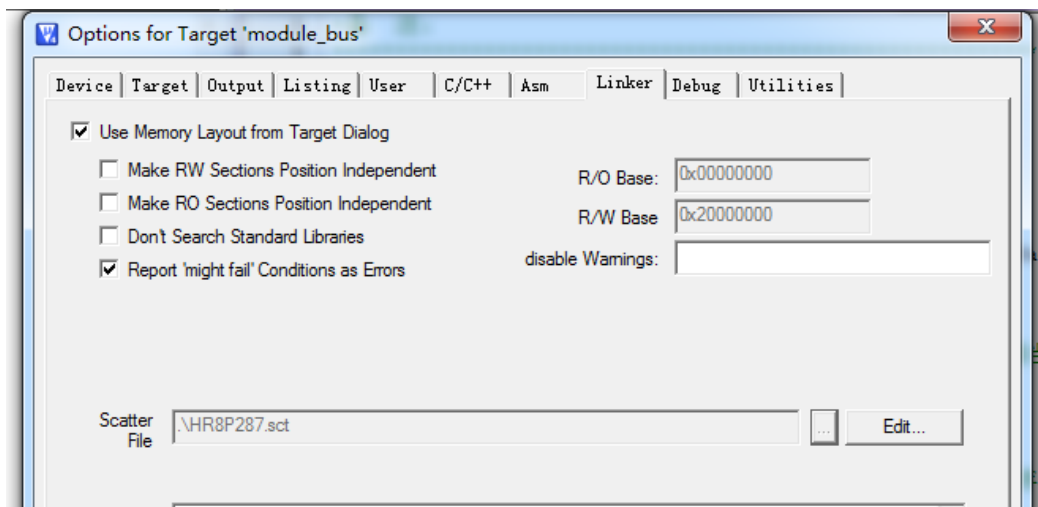 Options for Target 'module_bus'
Device Target Output Listing User C/C++ Asm Linker Debug Utilities
Use Memory Layout from Target Dialog
Make RW Sections Position Independent
R/O Base: 0x00000000
Make RO Sections Position Independent
R/W Base 0x20000000
Don't Search Standard Libraries
disable Warnings:
Report 'might fail' Conditions as Errors
Scatter File .\HR8P287.sct ... Edit...